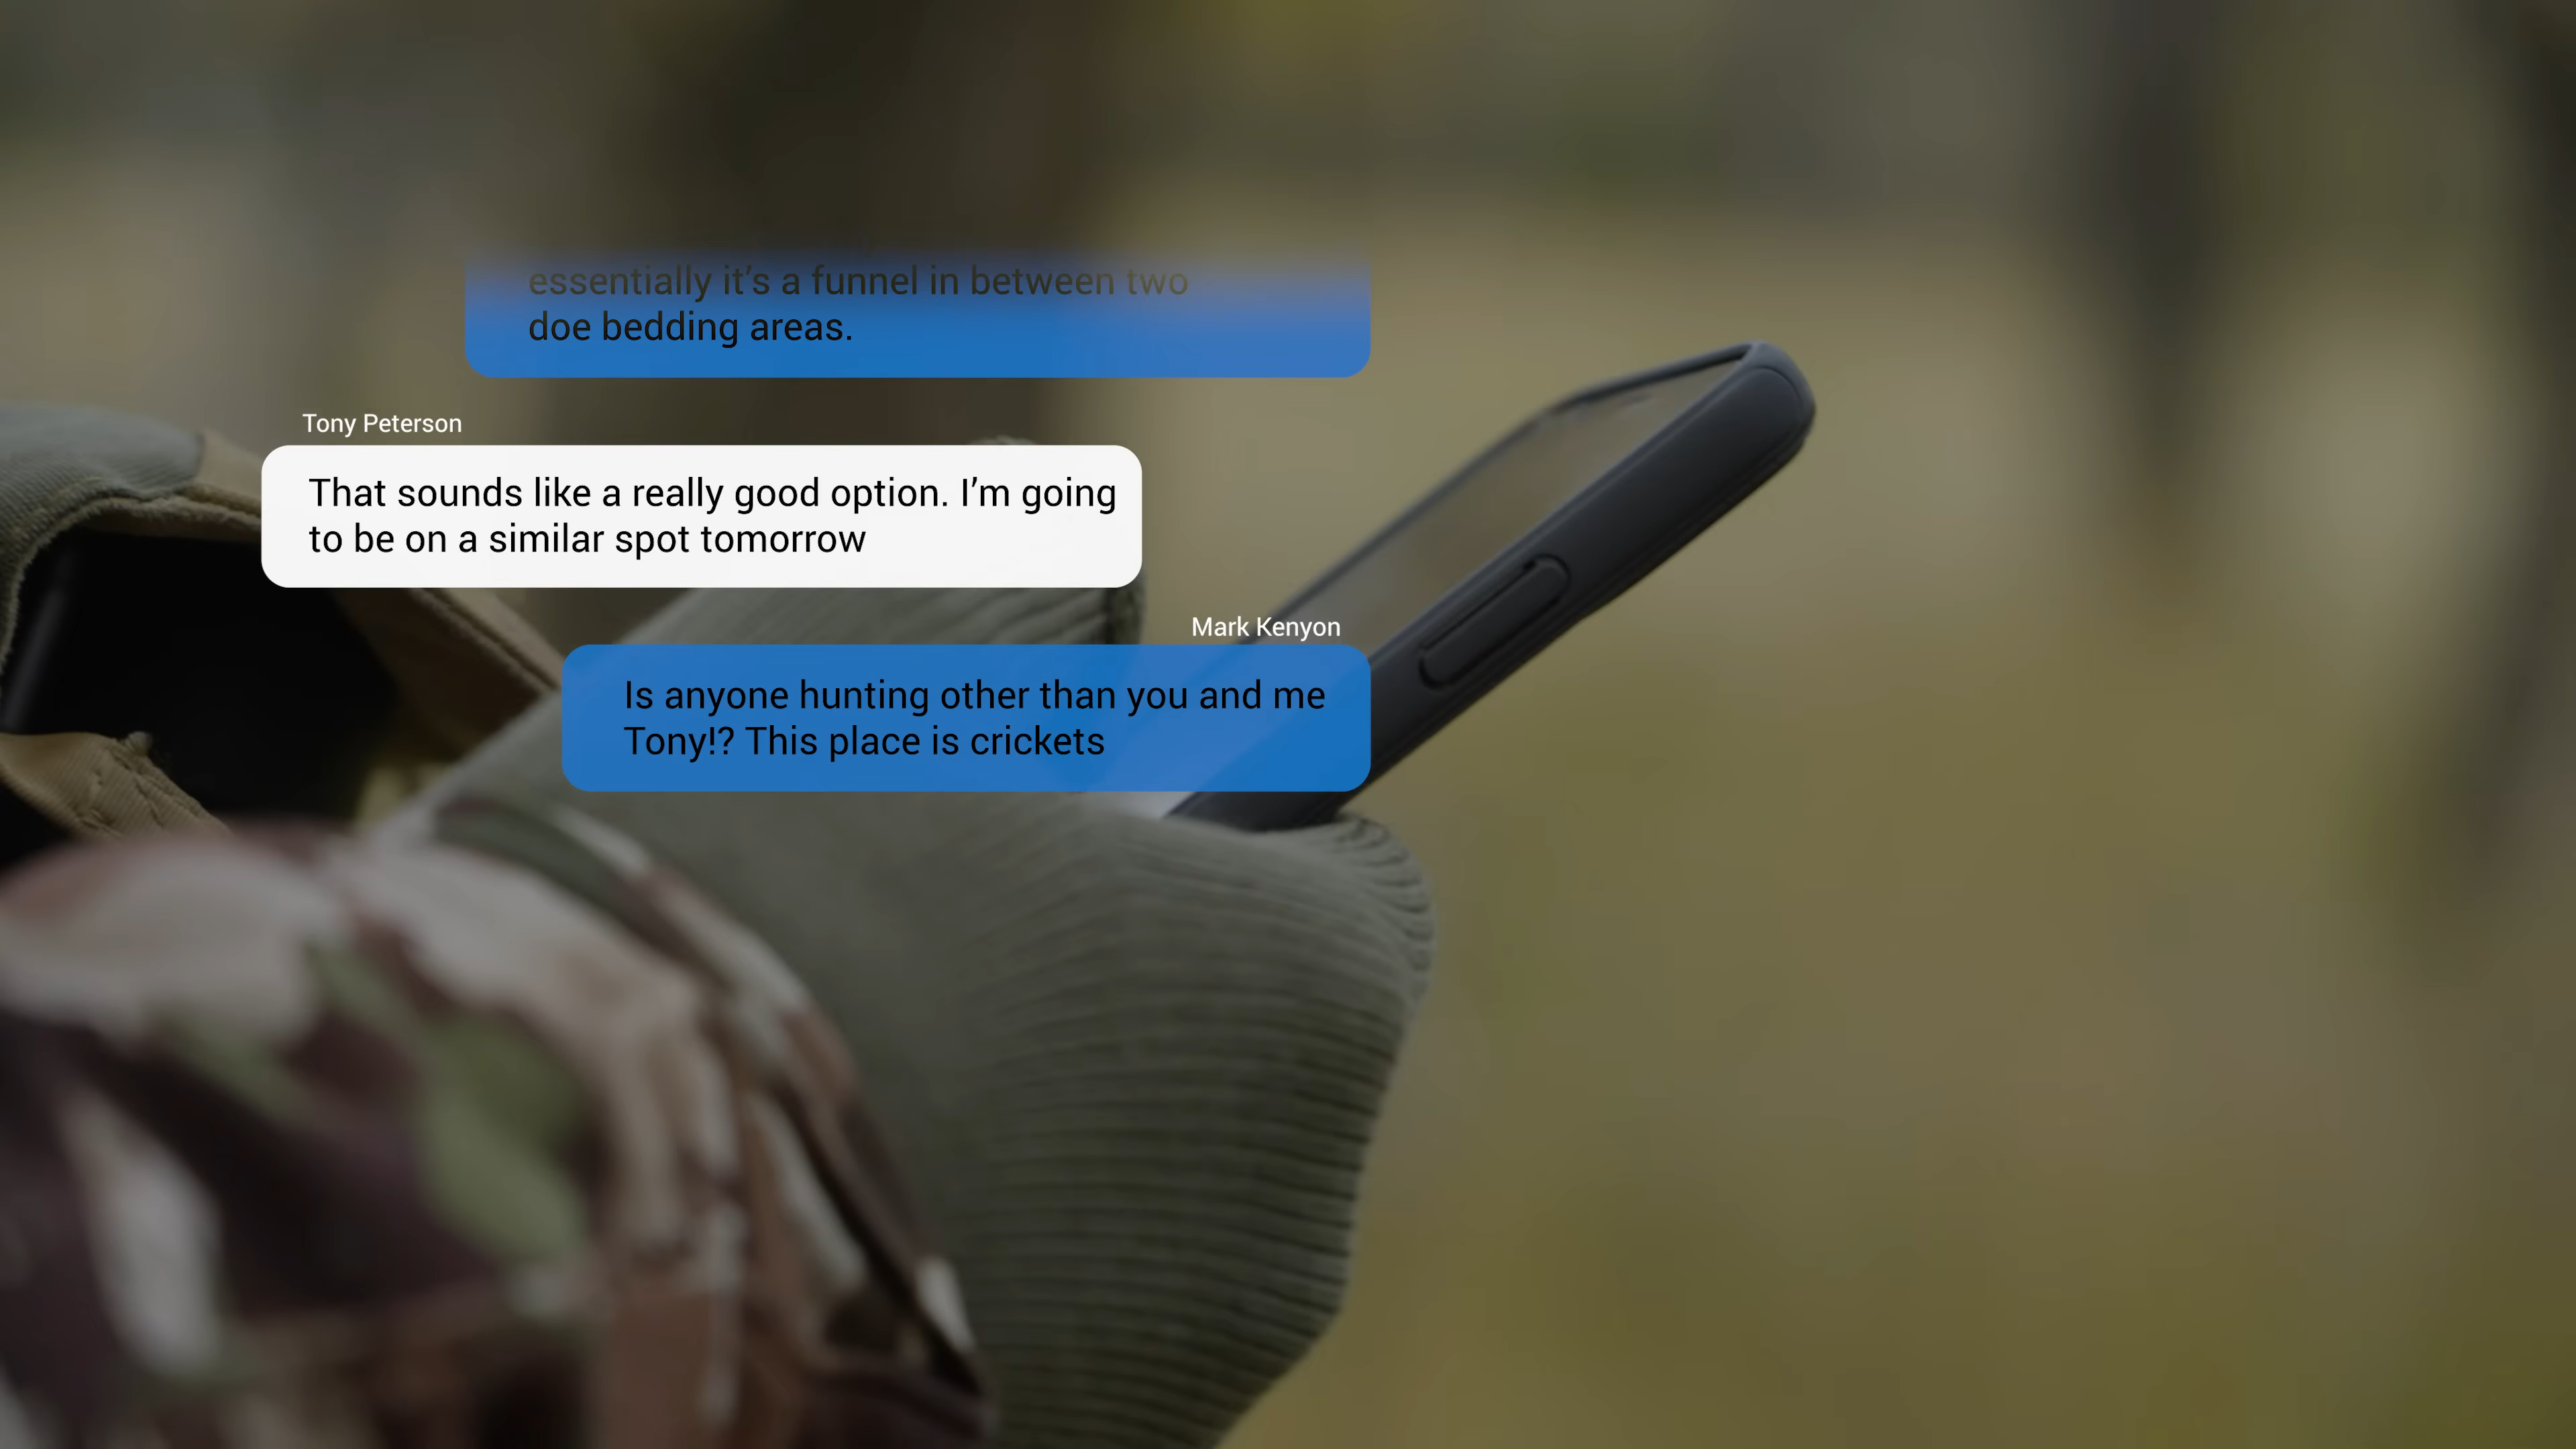 essentially it’s a funnel in between two
doe bedding areas.
Tony Peterson
That sounds like a really good option. I’m going
to be on a similar spot tomorrow
Mark Kenyon
Is anyone hunting other than you and me
Tony!? This place is crickets